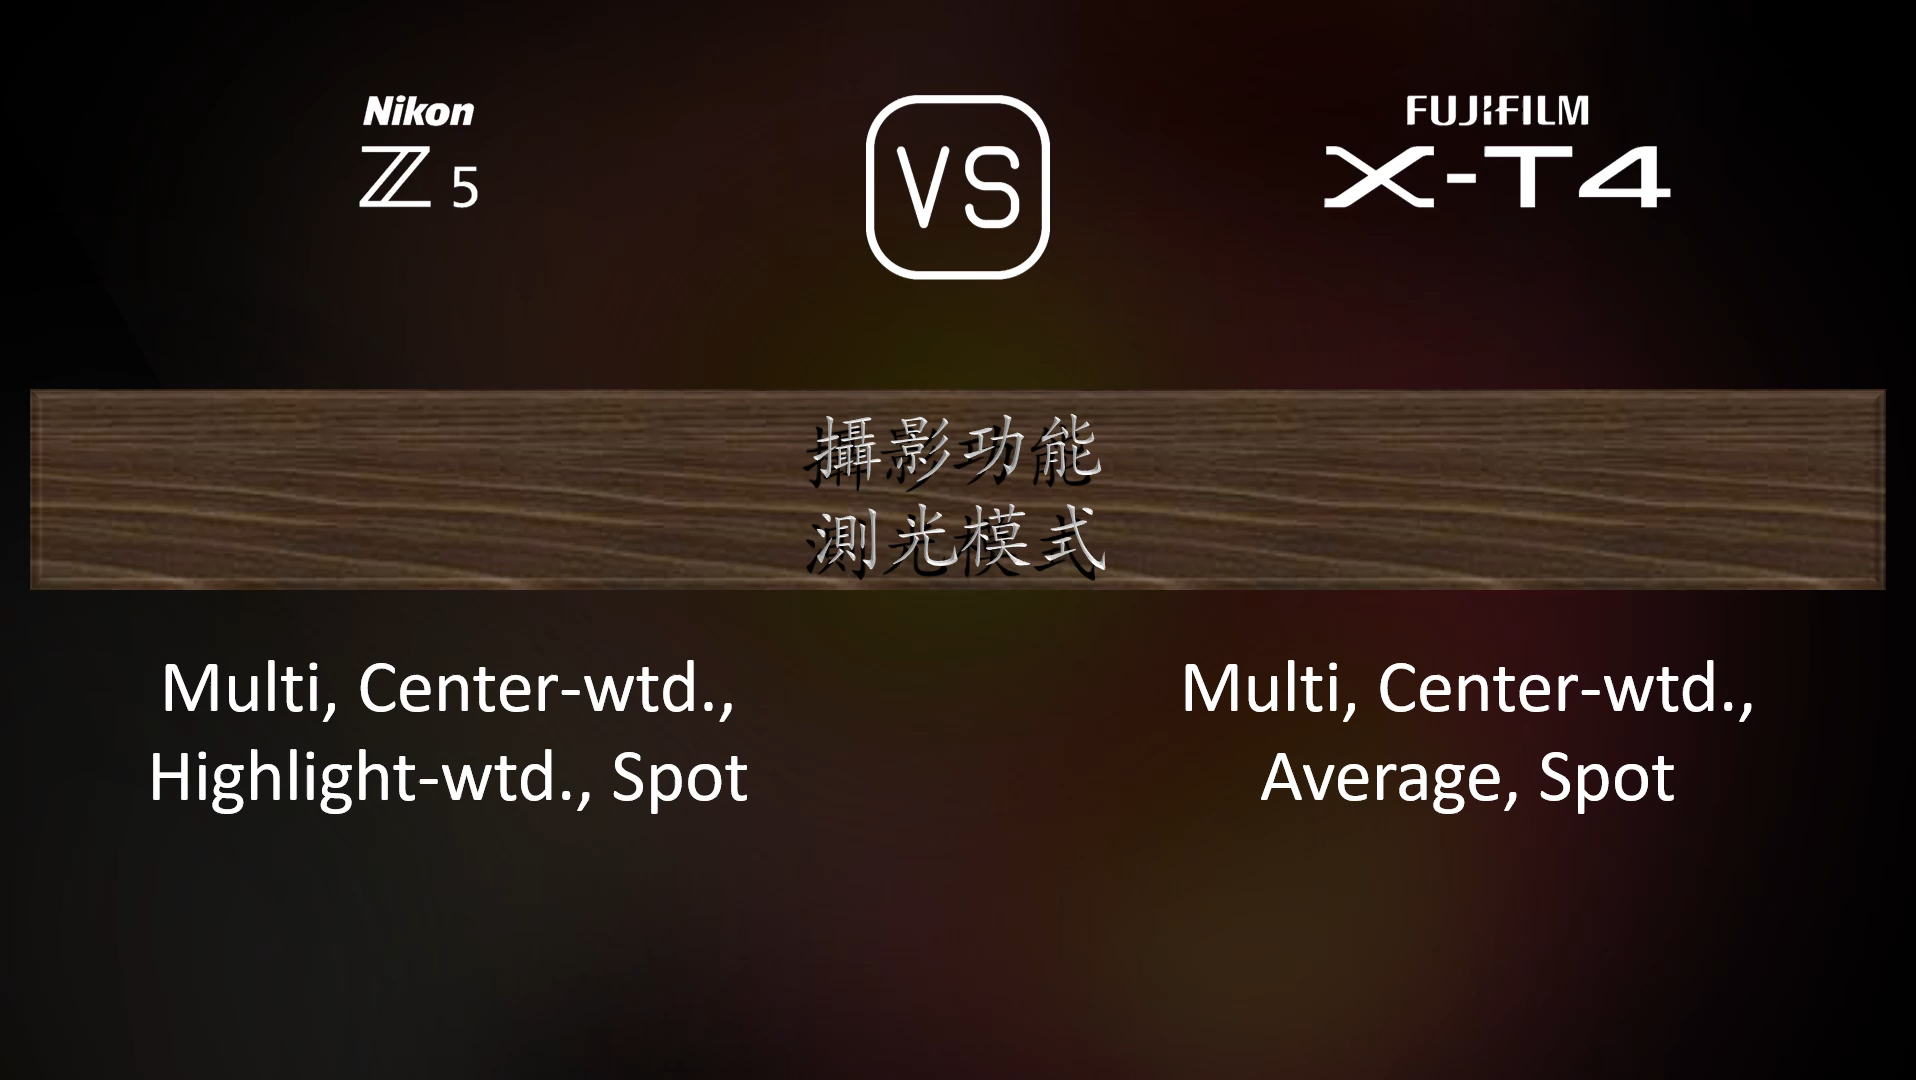 Nikon
Z 5
VS
FUJIFILM
X-T4
攝影功能
測光模式
Multi, Center-wtd.,
Highlight-wtd., Spot
Multi, Center-wtd.,
Average, Spot